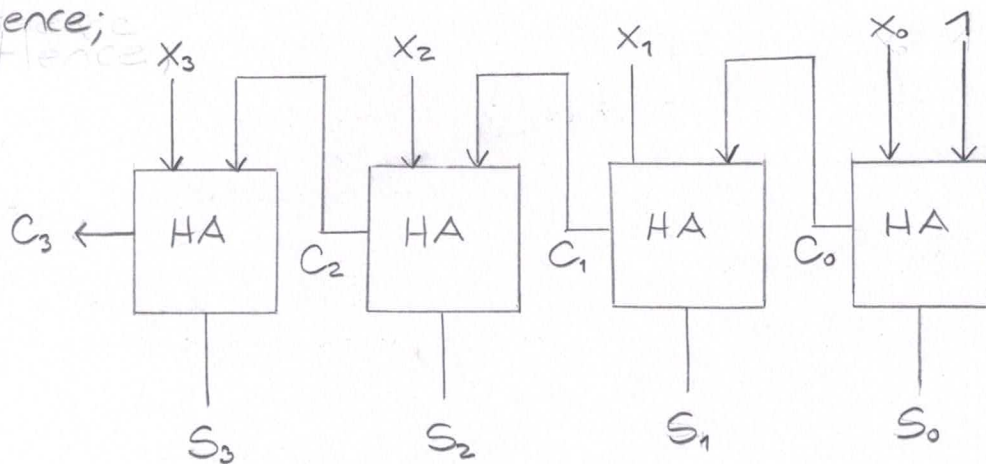 ence;
X₃ X₂ X₁ X₀ 1
HA HA HA HA
C₃ C₂ C₁ C₀
S₃ S₂ S₁ S₀